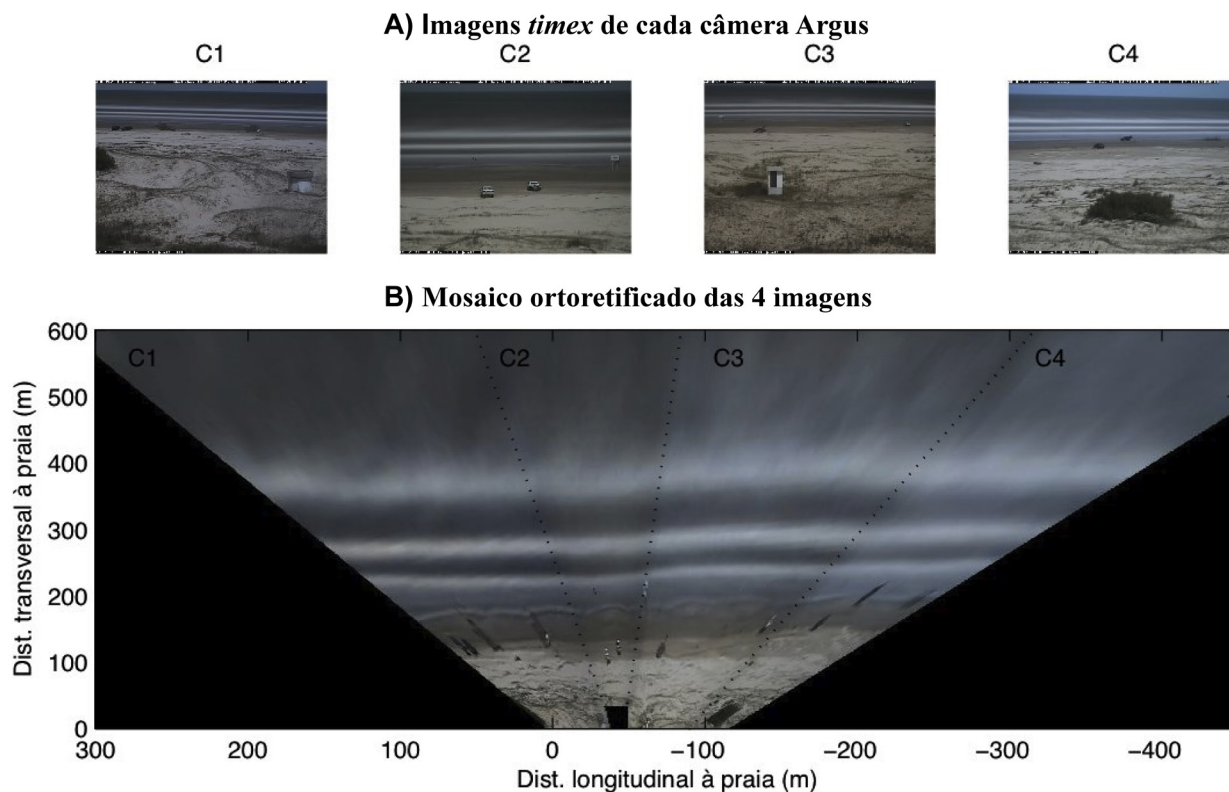 A) Imagens timex de cada câmera Argus
C1 C2 C3 C4
B) Mosaico ortoretificado das 4 imagens
600
C1 C2 C3 C4
500
400
300
200
100
0
Dist. transversal à praia (m)
300 200 100 0 −100 −200 −300 −400
Dist. longitudinal à praia (m)